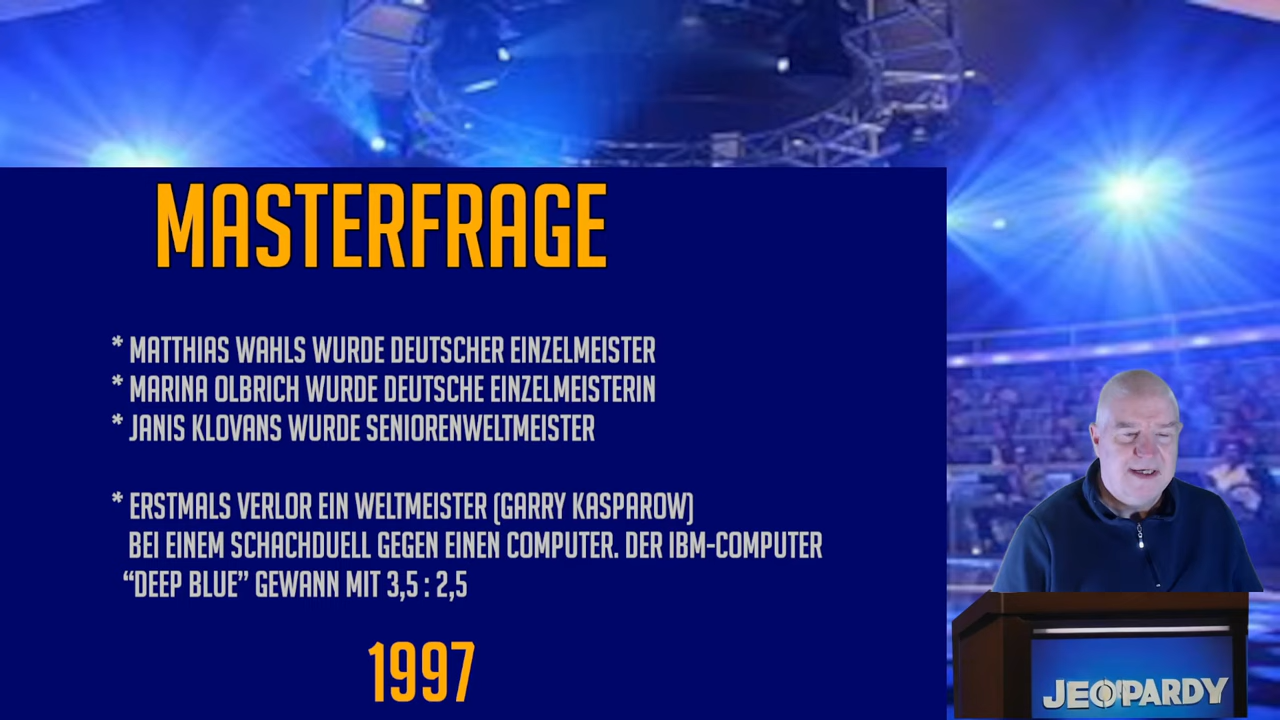 MASTERFRAGE
* MATTHIAS WAHLS WURDE DEUTSCHER EINZELMEISTER
* MARINA OLBRICH WURDE DEUTSCHE EINZELMEISTERIN
* JANIS KLOVANS WURDE SENIORENWELTMEISTER
* ERSTMALS VERLOR EIN WELTMEISTER (GARRY KASPAROW)
BEI EINEM SCHACHDUELL GEGEN EINEN COMPUTER. DER IBM-COMPUTER
“DEEP BLUE” GEWANN MIT 3,5 : 2,5
1997
JEOPARDY